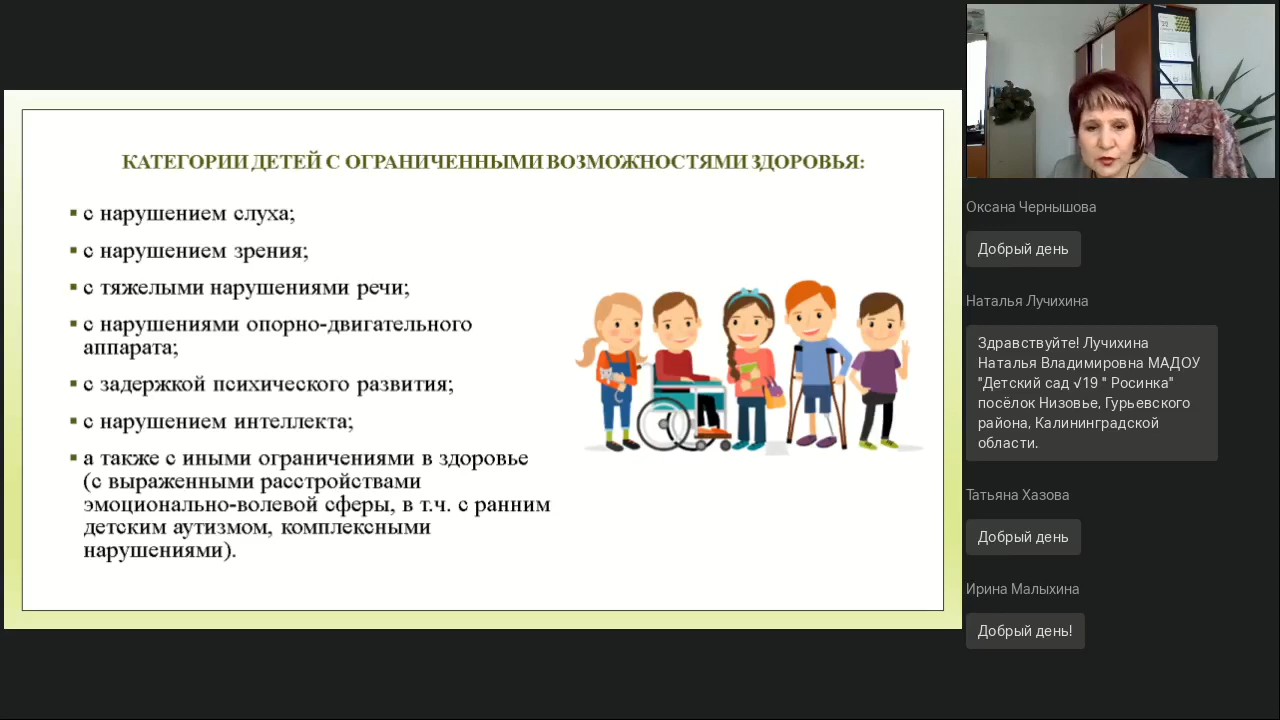 КАТЕГОРИИ ДЕТЕЙ С ОГРАНИЧЕННЫМИ ВОЗМОЖНОСТЯМИ ЗДОРОВЬЯ:
с нарушением слуха;
с нарушением зрения;
с тяжелыми нарушениями речи;
с нарушениями опорно-двигательного
аппарата;
с задержкой психического развития;
с нарушением интеллекта;
а также с иными ограничениями в здоровье
(с выраженными расстройствами
эмоционально-волевой сферы, в т.ч. с ранним
детским аутизмом, комплексными
нарушениями).
Оксана Чернышова
Добрый день
Наталья Лучихина
Здравствуйте! Лучихина
Наталья Владимировна МАДОУ
"Детский сад √19 " Росинка"
посёлок Низовье, Гурьевского
района, Калининградской
области.
Татьяна Хазова
Добрый день
Ирина Малыхина
Добрый день!